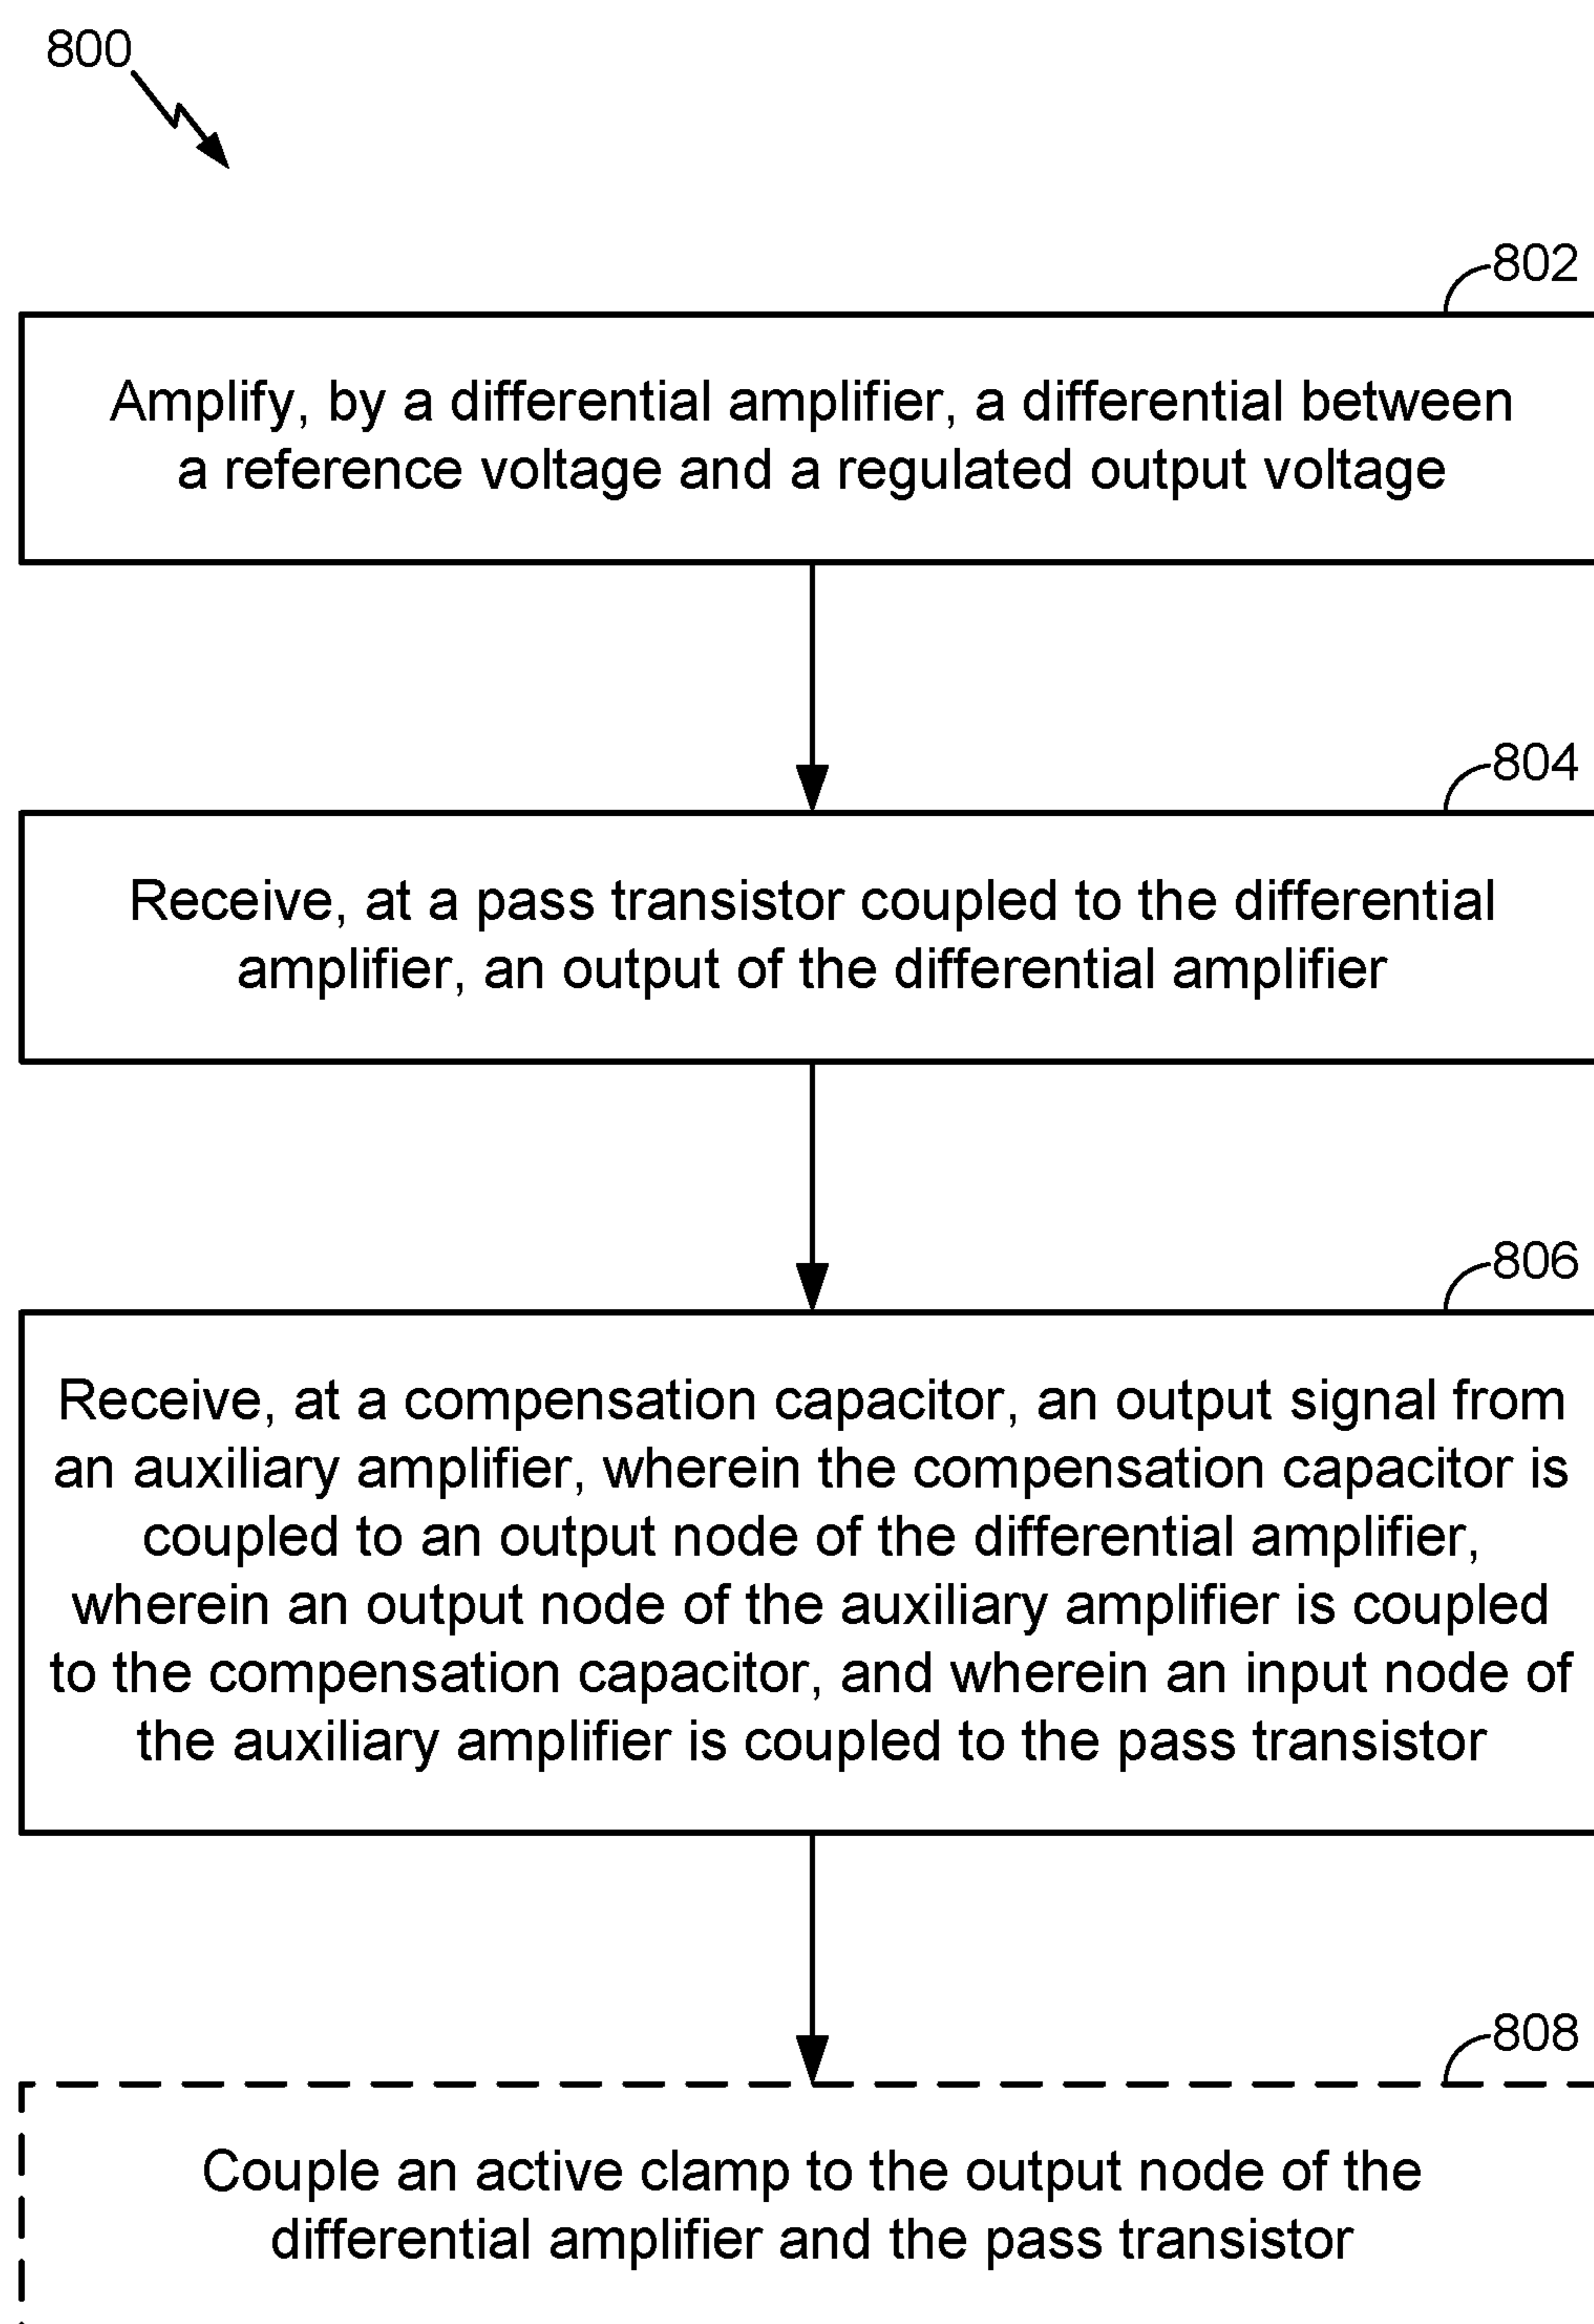 800
802
Amplify, by a differential amplifier, a differential between
a reference voltage and a regulated output voltage
804
Receive, at a pass transistor coupled to the differential
amplifier, an output of the differential amplifier
806
Receive, at a compensation capacitor, an output signal from
an auxiliary amplifier, wherein the compensation capacitor is
coupled to an output node of the differential amplifier,
wherein an output node of the auxiliary amplifier is coupled
to the compensation capacitor, and wherein an input node of
the auxiliary amplifier is coupled to the pass transistor
808
Couple an active clamp to the output node of the
differential amplifier and the pass transistor